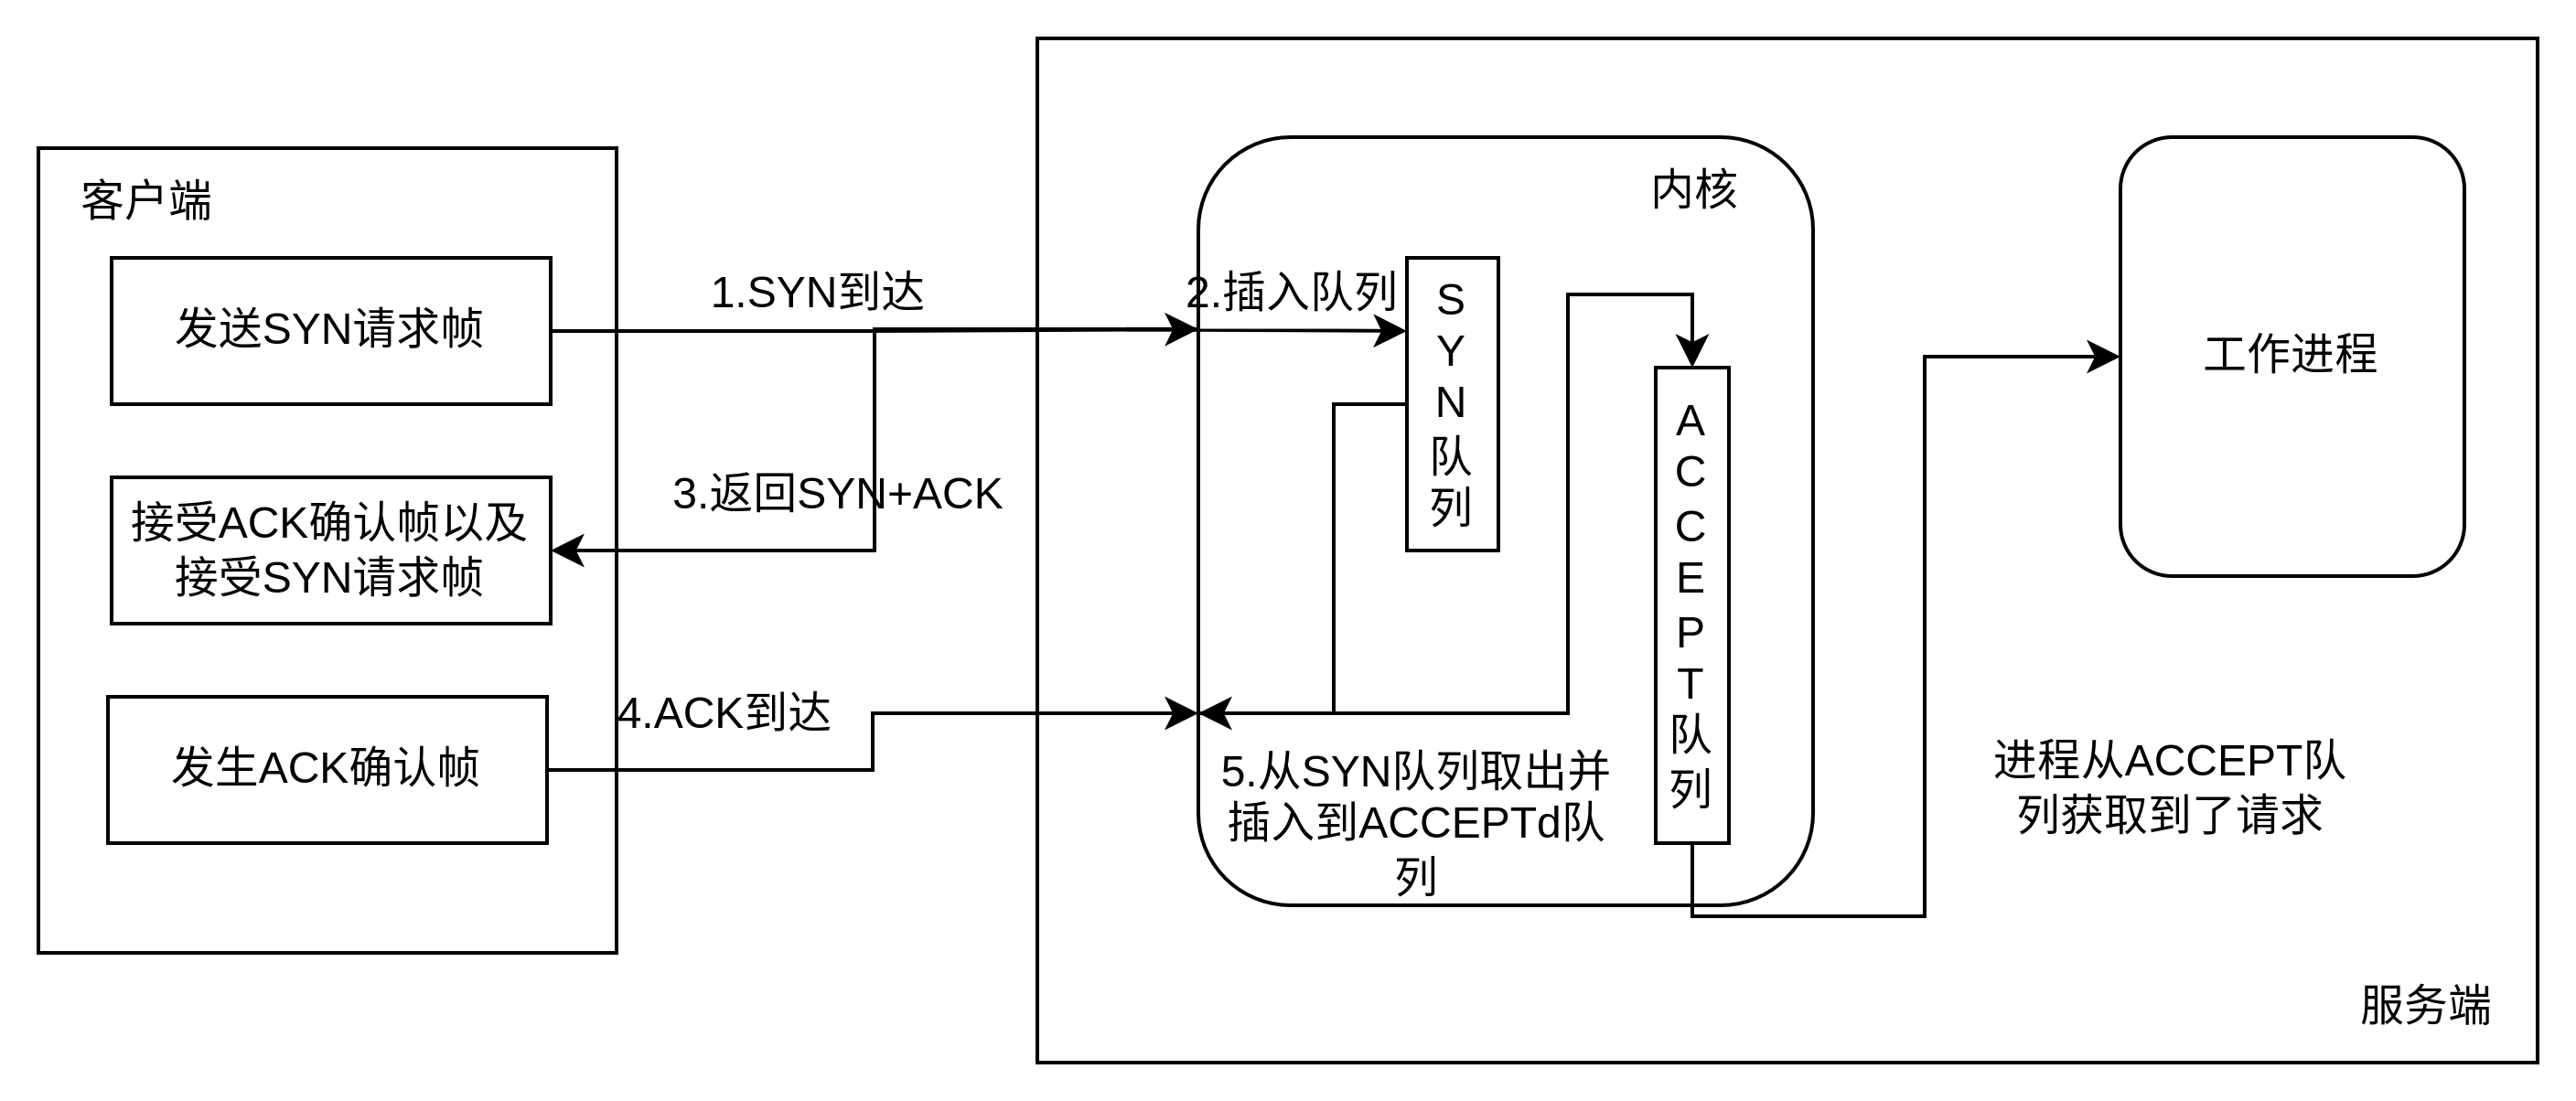 客户端
发送SYN请求帧
接受ACK确认帧以及
接受SYN请求帧
发生ACK确认帧
1.SYN到达
3.返回SYN+ACK
4.ACK到达
内核
2.插入队列
S
Y
N
队
列
A
C
C
E
P
T
队
列
5.从SYN队列取出并
插入到ACCEPTd队
列
工作进程
进程从ACCEPT队
列获取到了请求
服务端